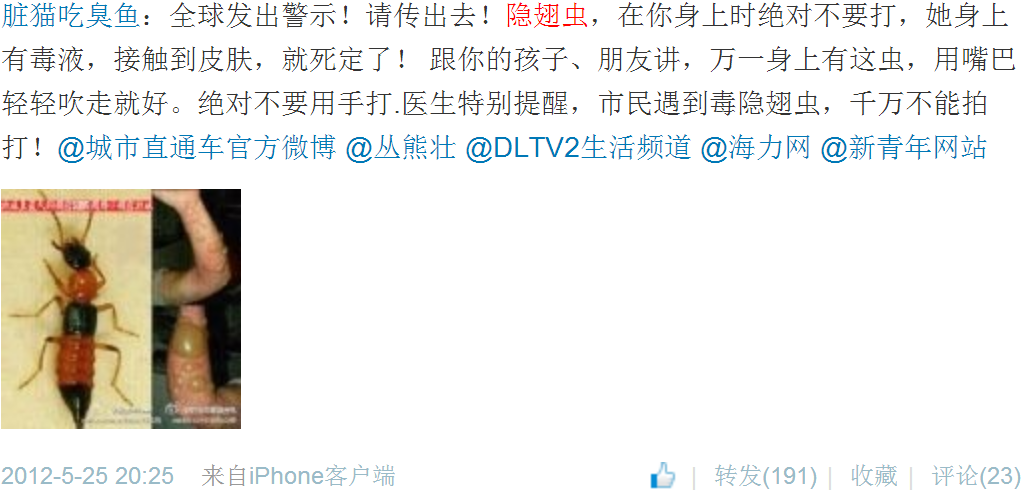 脏猫吃臭鱼：全球发出警示！请传出去！隐翅虫，在你身上时绝对不要打，她身上
有毒液，接触到皮肤，就死定了！ 跟你的孩子、朋友讲，万一身上有这虫，用嘴巴
轻轻吹走就好。绝对不要用手打.医生特别提醒，市民遇到毒隐翅虫，千万不能拍
打！@城市直通车官方微博 @丛熊壮 @DLTV2生活频道 @海力网 @新青年网站
2012-5-25 20:25 来自iPhone客户端 | 转发(191) | 收藏 | 评论(23)